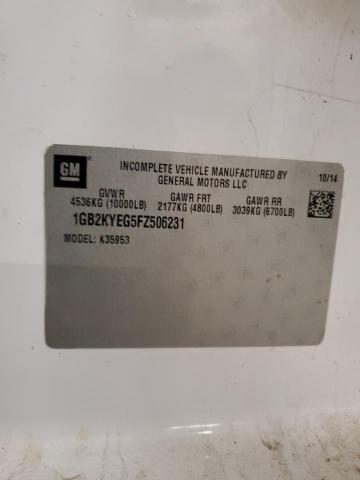 GM
INCOMPLETE VEHICLE MANUFACTURED BY
GENERAL MOTORS LLC
10/14
GVWR GAWR FRT GAWR RR
4536KG (10000LB) 2177KG (4800LB) 3039KG (6700LB)
1GB2KYEG5FZ506231
MODEL: K35953